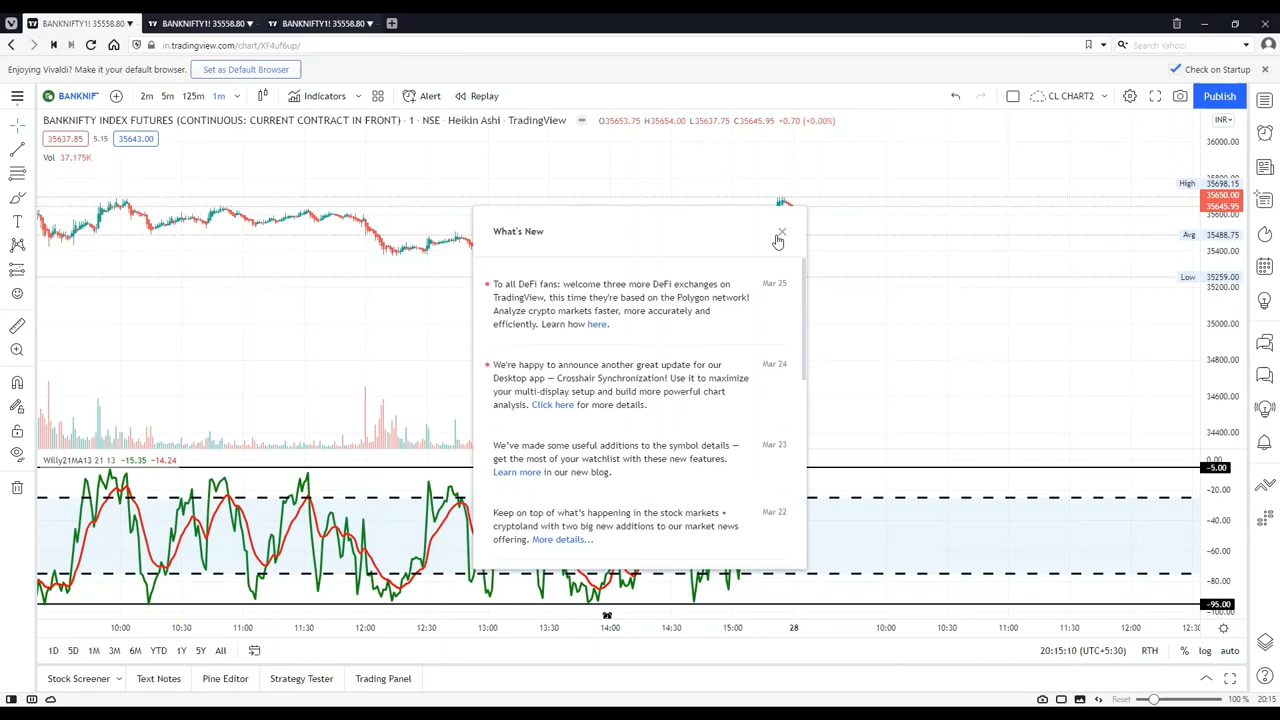 BANKNIFTY1! 35558.80 ▼
BANKNIFTY1! 35558.80 ▼
BANKNIFTY1! 35558.80 ▼
in.tradingview.com/chart/XF4uf6up/
Search Yahoo!
Enjoying Vivaldi? Make it your default browser.
Set as Default Browser
Check on Startup
BANKNIF
2m 5m 125m 1m
Indicators
Alert
Replay
CL CHART2
Publish
BANKNIFTY INDEX FUTURES (CONTINUOUS: CURRENT CONTRACT IN FRONT) · 1 · NSE · Heikin Ashi · TradingView
O35653.75 H35654.00 L35637.75 C35645.95 +0.70 (+0.00%)
INR
35637.85 5.15 35643.00
Vol 37.175K
36000.00
High 35698.15
35650.00
35645.95
35600.00
Avg 35488.75
35400.00
Low 35259.00
35200.00
35000.00
34800.00
34600.00
34400.00
What's New
To all DeFi fans: welcome three more DeFi exchanges on
TradingView, this time they're based on the Polygon network!
Analyze crypto markets faster, more accurately and
efficiently. Learn how here.
Mar 25
We're happy to announce another great update for our
Desktop app — Crosshair Synchronization! Use it to maximize
your multi-display setup and build more powerful chart
analysis. Click here for more details.
Mar 24
We've made some useful additions to the symbol details —
get the most of your watchlist with these new features.
Learn more in our new blog.
Mar 23
Keep on top of what's happening in the stock markets +
cryptoland with two big new additions to our market news
offering. More details...
Mar 22
Willy21MA13 21 13 −15.35 −14.24
0.00
−5.00
−20.00
−40.00
−60.00
−80.00
−95.00
−100.00
10:00 10:30 11:00 11:30 12:00 12:30 13:00 13:30 14:00 14:30 15:00 28 10:00 10:30 11:00 11:30 12:00 12:30
1D 5D 1M 3M 6M YTD 1Y 5Y All
20:15:10 (UTC+5:30) RTH % log auto
Stock Screener Text Notes Pine Editor Strategy Tester Trading Panel
Reset 100 % 20:15